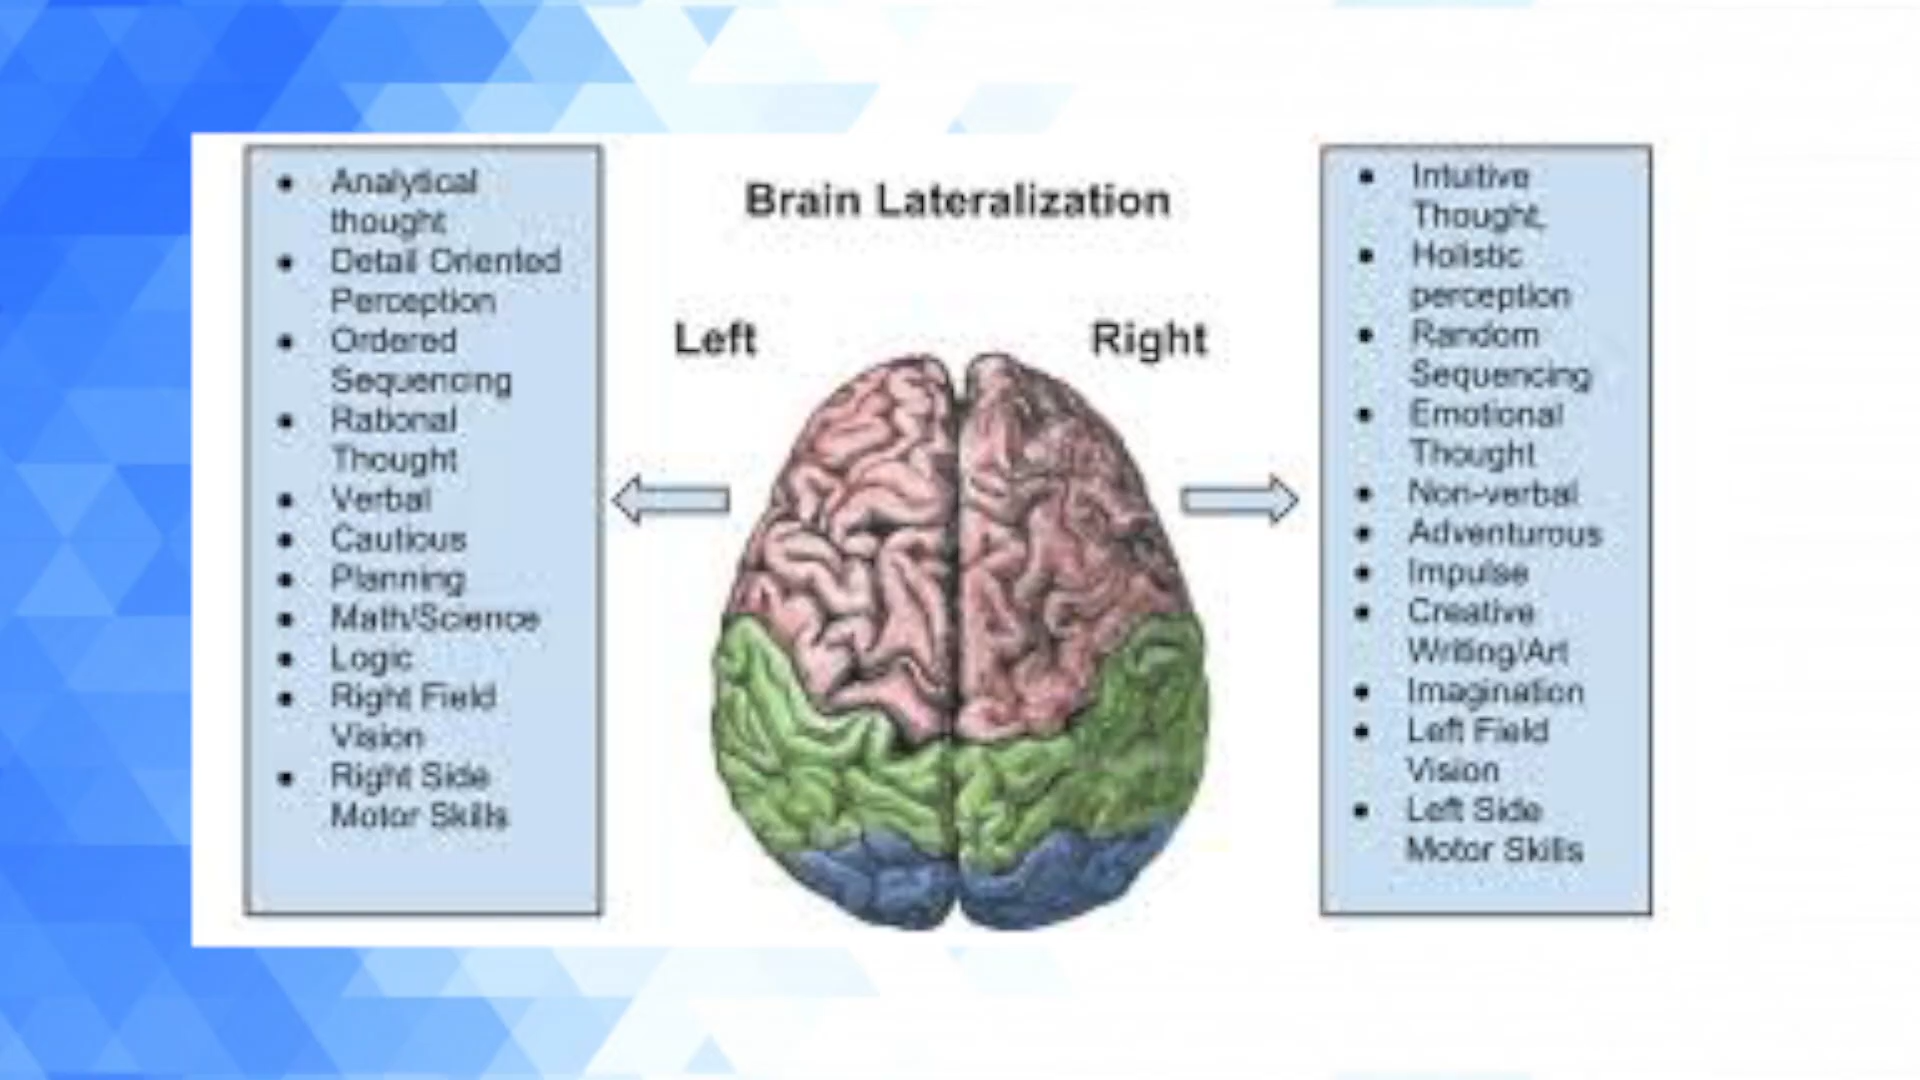 Brain Lateralization
Left
Right
● Analytical
thought
● Detail Oriented
Perception
● Ordered
Sequencing
● Rational
Thought
● Verbal
● Cautious
● Planning
● Math/Science
● Logic
● Right Field
Vision
● Right Side
Motor Skills
● Intuitive
Thought,
● Holistic
perception
● Random
Sequencing
● Emotional
Thought
● Non-verbal
● Adventurous
● Impulse
● Creative
Writing/Art
● Imagination
● Left Field
Vision
● Left Side
Motor Skills